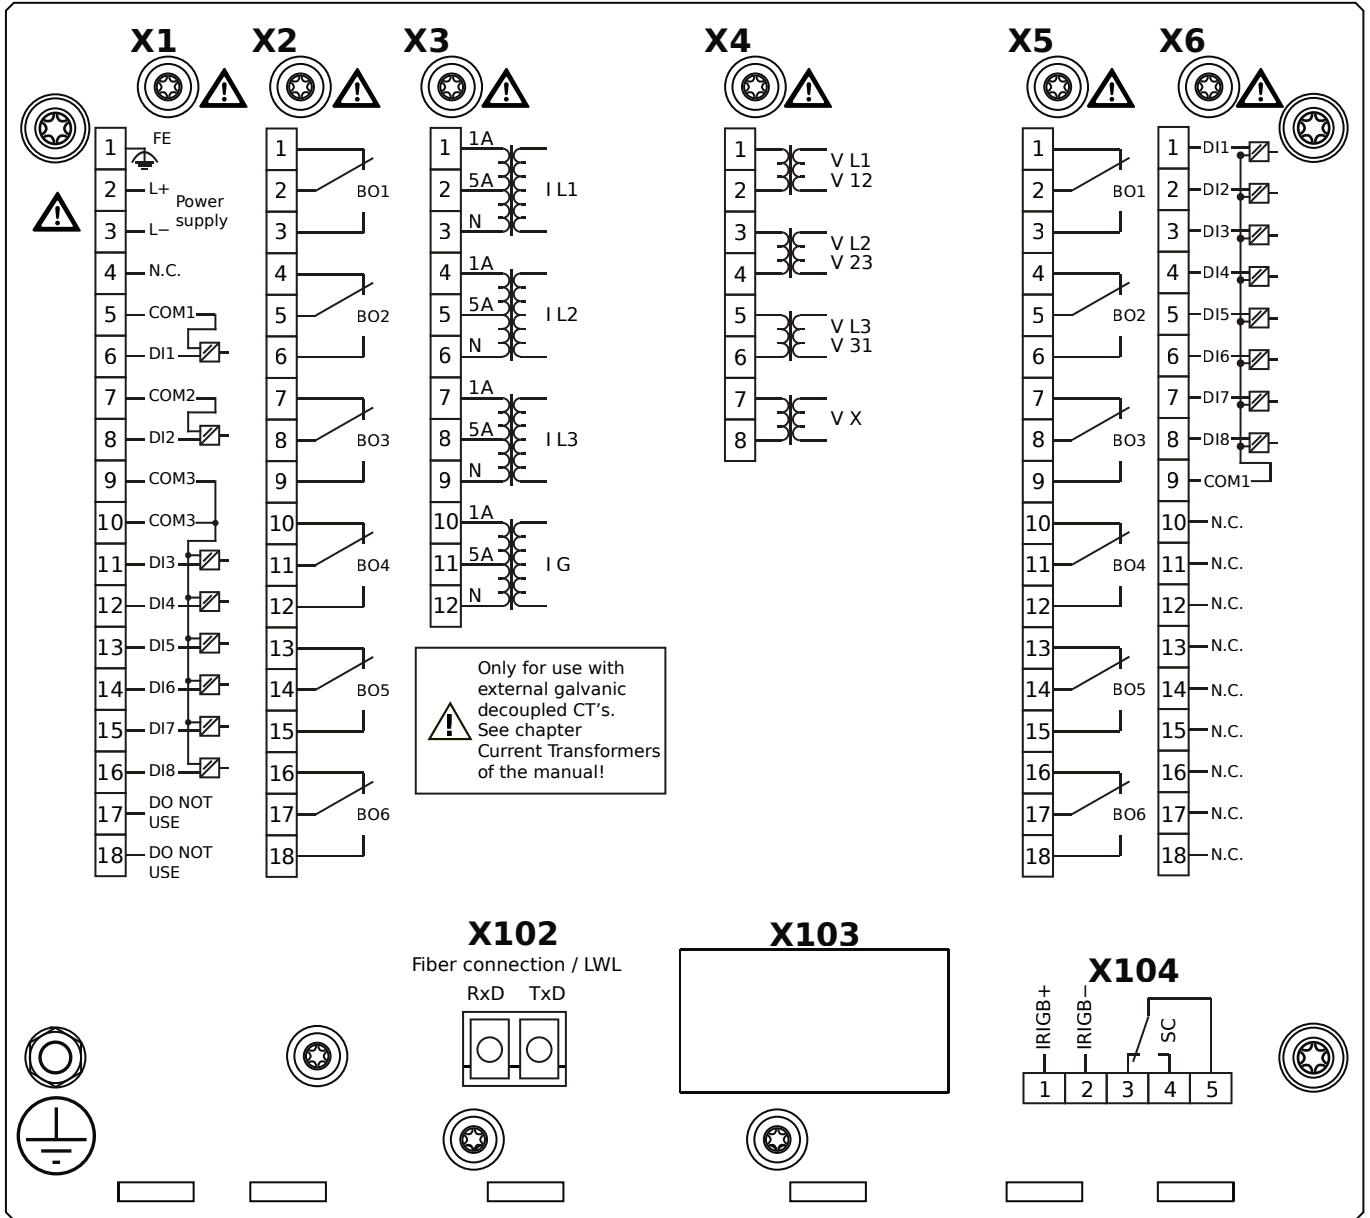 X1 X2 X3 X4 X5 X6
1 FE
2 L+
Power
supply
3 L−
4 N.C.
5 COM1
6 DI1
7 COM2
8 DI2
9 COM3
10 COM3
11 DI3
12 DI4
13 DI5
14 DI6
15 DI7
16 DI8
17 DO NOT
USE
18 DO NOT
USE
1
2 BO1
3
4
5 BO2
6
7
8 BO3
9
10
11 BO4
12
13
14 BO5
15
16
17 BO6
18
1 1A
2 5A I L1
3 N
4 1A
5 5A I L2
6 N
7 1A
8 5A I L3
9 N
10 1A
11 5A I G
12 N
Only for use with
external galvanic
decoupled CT's.
See chapter
Current Transformers
of the manual!
1 V L1
2 V 12
3 V L2
4 V 23
5 V L3
6 V 31
7 V X
8
1
2 BO1
3
4
5 BO2
6
7
8 BO3
9
10
11 BO4
12
13
14 BO5
15
16
17 BO6
18
1 DI1
2 DI2
3 DI3
4 DI4
5 DI5
6 DI6
7 DI7
8 DI8
9 COM1
10 N.C.
11 N.C.
12 N.C.
13 N.C.
14 N.C.
15 N.C.
16 N.C.
17 N.C.
18 N.C.
X102
Fiber connection / LWL
RxD TxD
X103
X104
IRIGB+
IRIGB−
SC
1 2 3 4 5